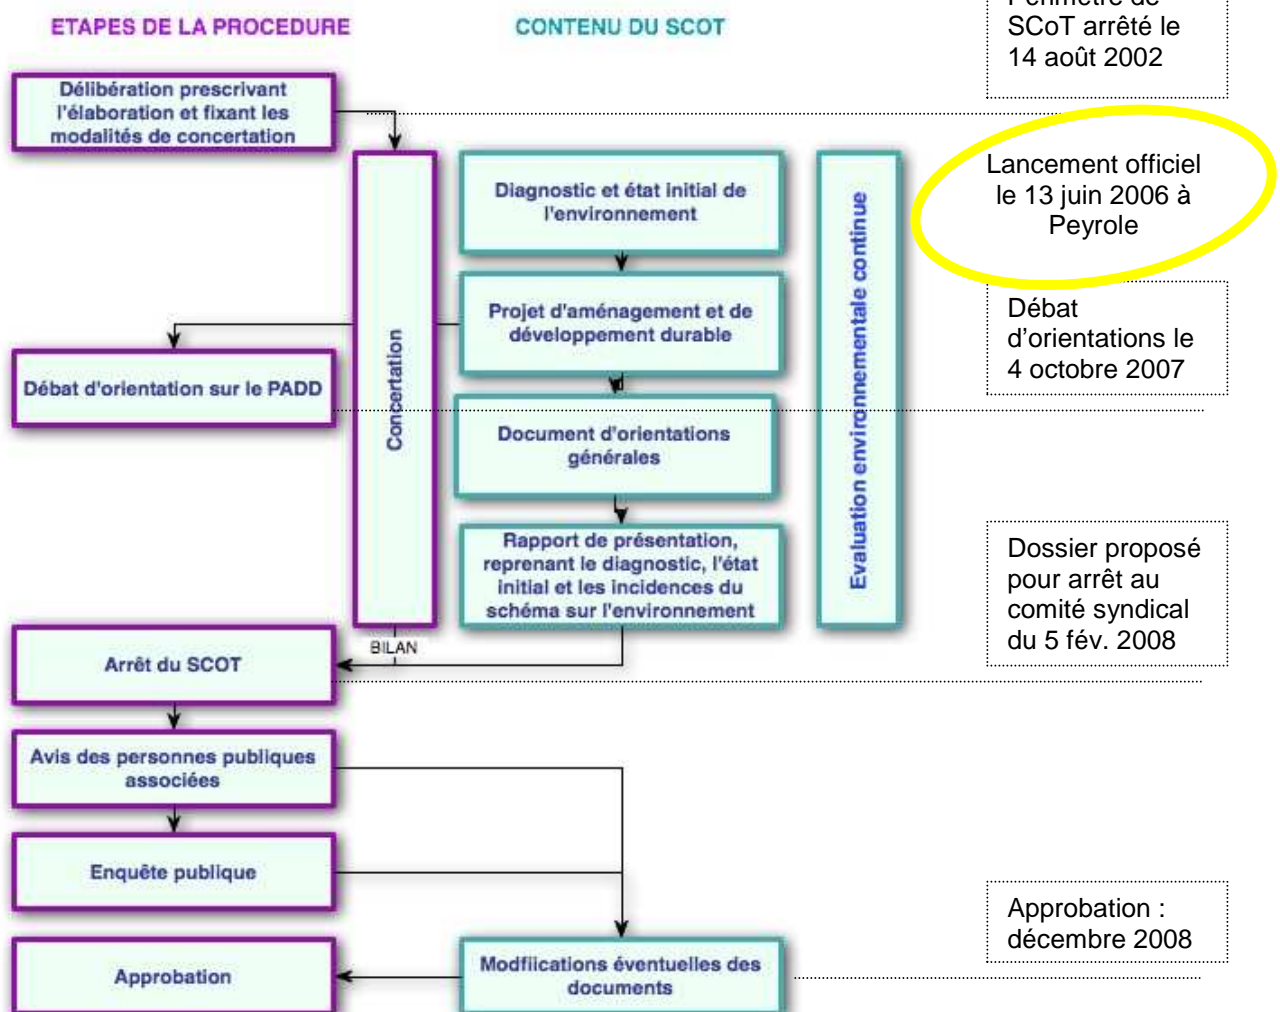 ETAPES DE LA PROCEDURE
CONTENU DU SCOT
Périmètre de
SCoT arrêté le
14 août 2002
Délibération prescrivant
l'élaboration et fixant les
modalités de concertation
Lancement officiel
le 13 juin 2006 à
Peyrole
Concertation
Diagnostic et état initial de
l'environnement
Evaluation environnementale continue
Projet d'aménagement et de
développement durable
Débat
d'orientations le
4 octobre 2007
Débat d'orientation sur le PADD
Document d'orientations
générales
Rapport de présentation,
reprenant le diagnostic, l'état
initial et les incidences du
schéma sur l'environnement
Dossier proposé
pour arrêt au
comité syndical
du 5 fév. 2008
BILAN
Arrêt du SCOT
Avis des personnes publiques
associées
Enquête publique
Approbation :
décembre 2008
Approbation
Modfiications éventuelles des
documents